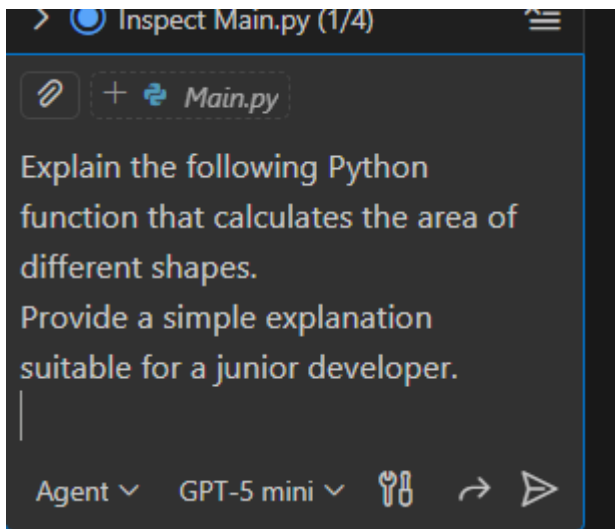 Inspect Main.py (1/4)
Main.py
Explain the following Python
function that calculates the area of
different shapes.
Provide a simple explanation
suitable for a junior developer.
Agent GPT-5 mini